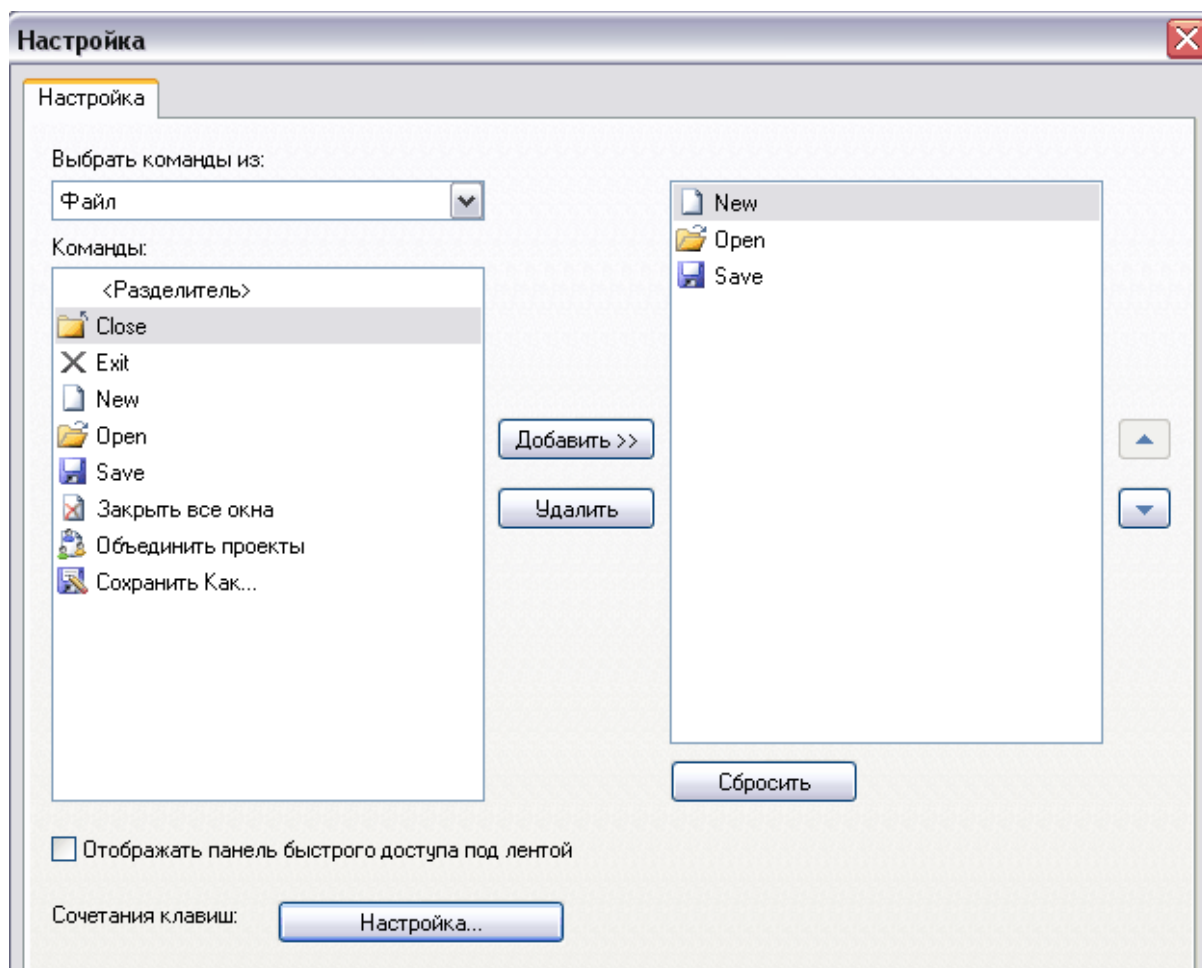 Настройка
Настройка
Выбрать команды из:
Файл
Команды:
<Разделитель>
Close
Exit
New
Open
Save
Закрыть все окна
Объединить проекты
Сохранить Как...
Добавить >>
Удалить
New
Open
Save
Сбросить
Отображать панель быстрого доступа под лентой
Сочетания клавиш:
Настройка...